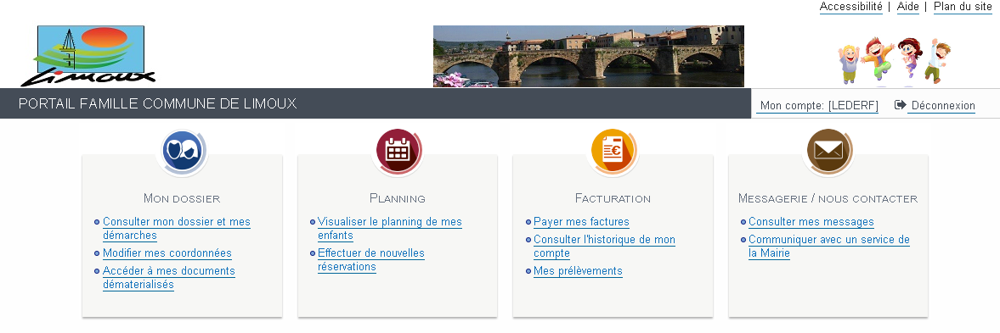 Accessibilité | Aide | Plan du site
Limoux
PORTAIL FAMILLE COMMUNE DE LIMOUX
Mon compte: [LEDERF] Déconnexion
MON DOSSIER
Consulter mon dossier et mes
démarches
Modifier mes coordonnées
Accéder à mes documents
dématerialisés
PLANNING
Visualiser le planning de mes
enfants
Effectuer de nouvelles
réservations
FACTURATION
Payer mes factures
Consulter l'historique de mon
compte
Mes prélèvements
MESSAGERIE / NOUS CONTACTER
Consulter mes messages
Communiquer avec un service de
la Mairie